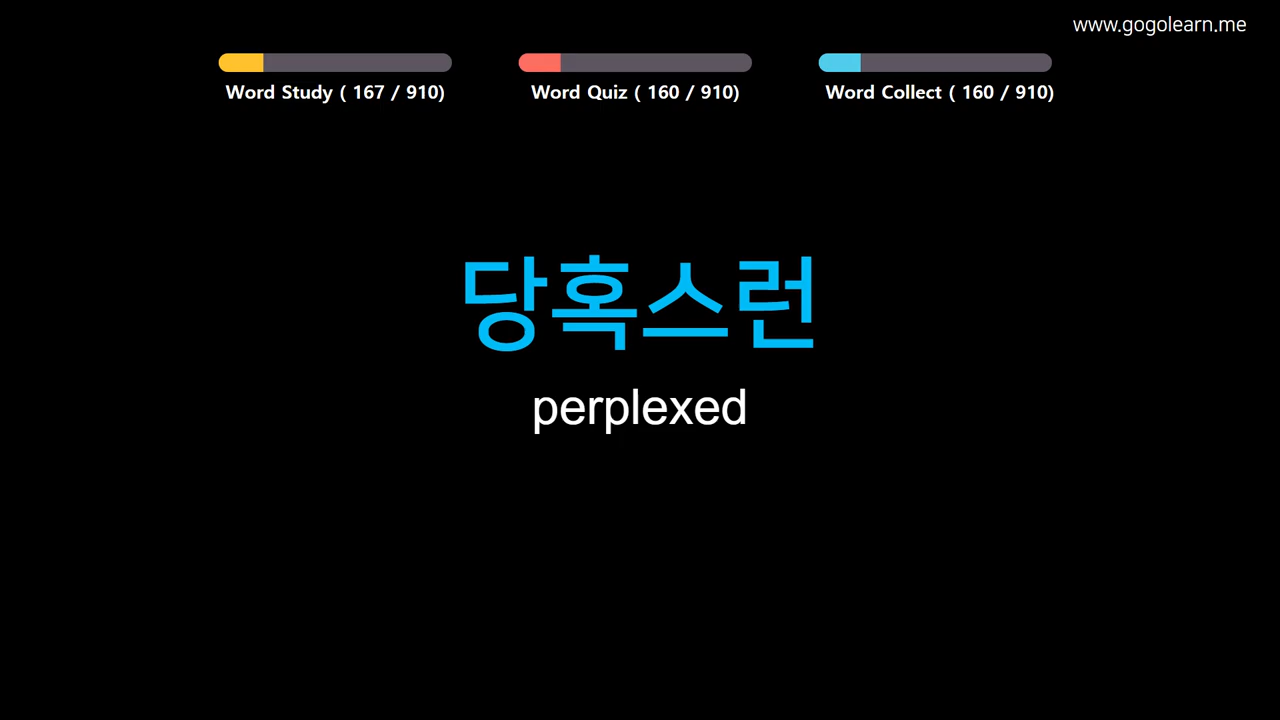 www.gogolearn.me
Word Study ( 167 / 910)
Word Quiz ( 160 / 910)
Word Collect ( 160 / 910)
당혹스런
perplexed